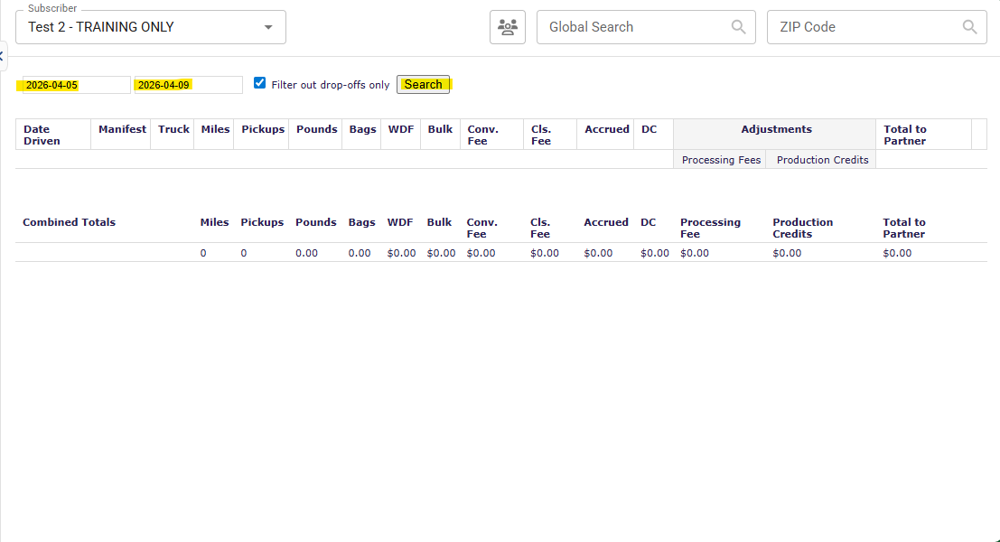 Subscriber
Test 2 - TRAINING ONLY
Global Search
ZIP Code
2026-04-05 2026-04-09 Filter out drop-offs only Search
Date Driven Manifest Truck Miles Pickups Pounds Bags WDF Bulk Conv. Fee Cls. Fee Accrued DC Adjustments Total to Partner
Processing Fees Production Credits
Combined Totals Miles Pickups Pounds Bags WDF Bulk Conv. Fee Cls. Fee Accrued DC Processing Fee Production Credits Total to Partner
0 0 0.00 0.00 $0.00 $0.00 $0.00 $0.00 $0.00 $0.00 $0.00 $0.00 $0.00